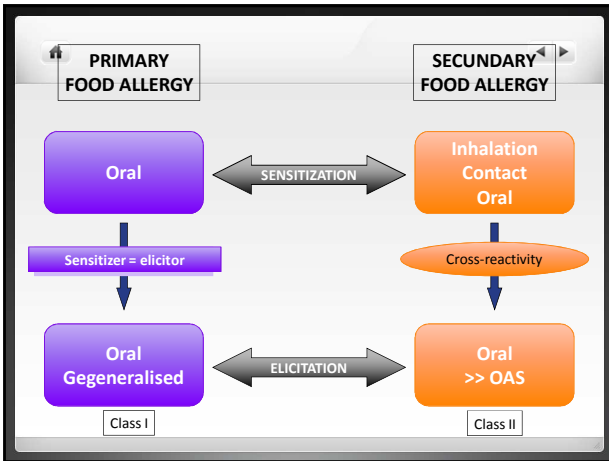 PRIMARY
FOOD ALLERGY
SECUNDARY
FOOD ALLERGY
Oral
SENSITIZATION
Inhalation
Contact
Oral
Sensitizer = elicitor
Cross-reactivity
Oral
Gegeneralised
ELICITATION
Oral
>> OAS
Class I
Class II